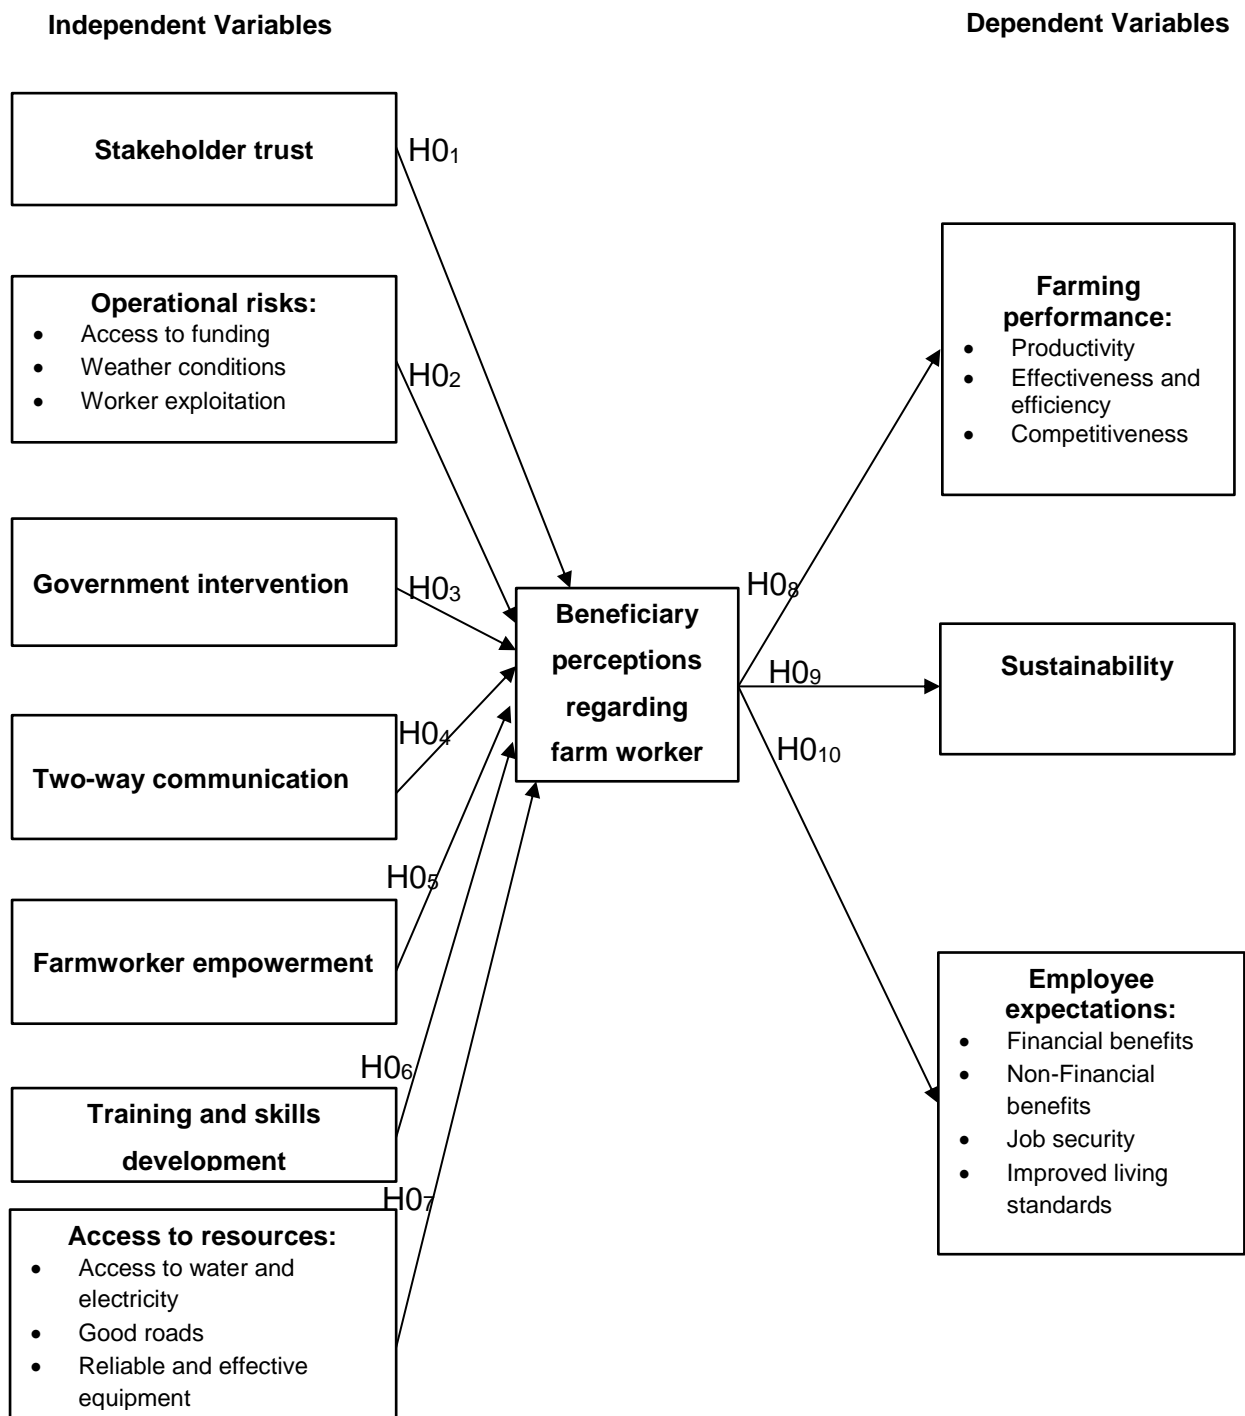 Independent Variables
Dependent Variables
Stakeholder trust
H0₁
Operational risks:
• Access to funding
• Weather conditions
• Worker exploitation
H0₂
Government intervention
H0₃
Two-way communication
H0₄
Farmworker empowerment
H0₅
Training and skills
development
H0₆
Access to resources:
• Access to water and
electricity
• Good roads
• Reliable and effective
equipment
H0₇
Beneficiary
perceptions
regarding
farm worker
H0₈
H0₉
H0₁₀
Farming
performance:
• Productivity
• Effectiveness and
efficiency
• Competitiveness
Sustainability
Employee
expectations:
• Financial benefits
• Non-Financial
benefits
• Job security
• Improved living
standards